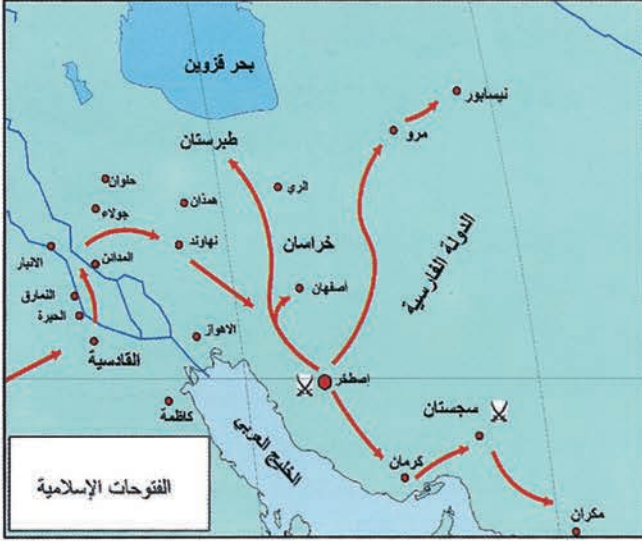 بحر قزوين
نيسابور
مرو
طبرستان
الري
حلوان
همذان
جولاء
خراسان
نهاوند
الدولة الفارسية
الانبار
المدائن
أصفهان
النمارق
الحيرة
الاهواز
القادسية
إصطخر
كاظمة
سجستان
الخليج العربي
كرمان
الفتوحات الإسلامية
مكران